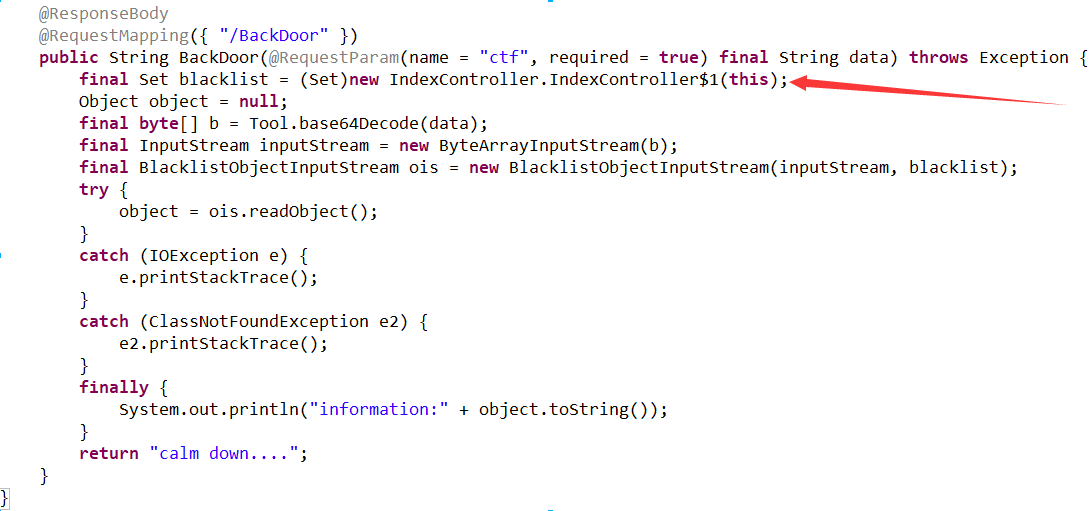 @ResponseBody
@RequestMapping({ "/BackDoor" })
public String BackDoor(@RequestParam(name = "ctf", required = true) final String data) throws Exception {
final Set blacklist = (Set)new IndexController.IndexController$1(this);
Object object = null;
final byte[] b = Tool.base64Decode(data);
final InputStream inputStream = new ByteArrayInputStream(b);
final BlacklistObjectInputStream ois = new BlacklistObjectInputStream(inputStream, blacklist);
try {
object = ois.readObject();
}
catch (IOException e) {
e.printStackTrace();
}
catch (ClassNotFoundException e2) {
e2.printStackTrace();
}
finally {
System.out.println("information:" + object.toString());
}
return "calm down....";
}
}